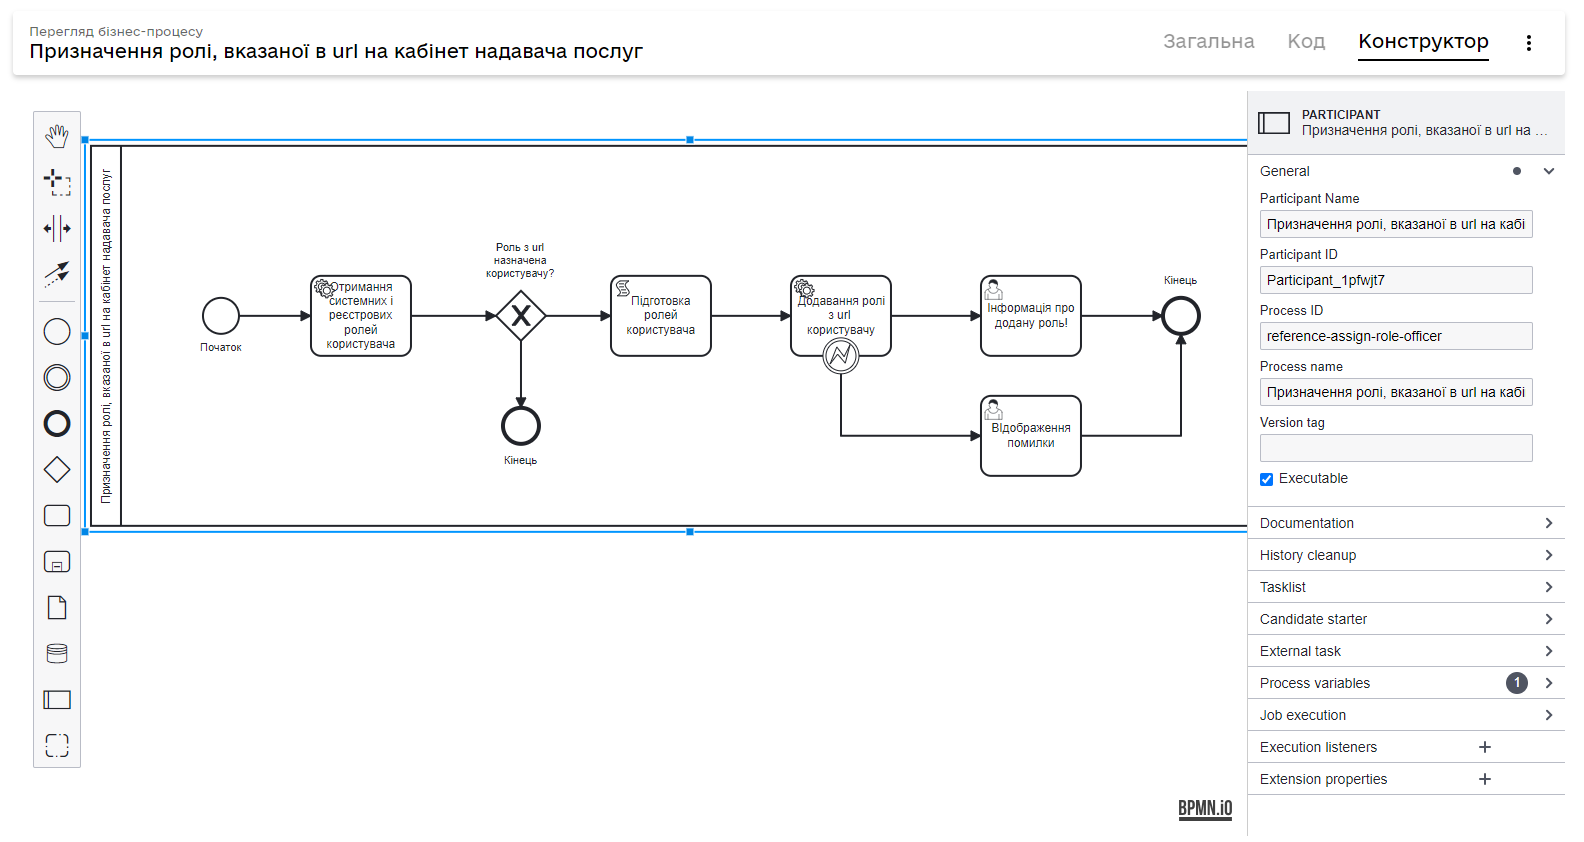 Перегляд бізнес-процесу
Призначення ролі, вказаної в url на кабінет надавача послуг
Загальна
Код
Конструктор
Призначення ролі, вказаної в url на кабінет надавача послуг
Початок
Отримання
системних і
реєстрових
ролей
користувача
Роль з url
назначена
користувачу?
Кінець
Підготовка
ролей
користувача
Додавання ролі
з url
користувачу
Інформація про
додану роль!
Кінець
Відображення
помилки
BPMN.iO
PARTICIPANT
Призначення ролі, вказаної в url на ...
General
Participant Name
Призначення ролі, вказаної в url на кабі
Participant ID
Participant_1pfwjt7
Process ID
reference-assign-role-officer
Process name
Призначення ролі, вказаної в url на кабі
Version tag
Executable
Documentation
History cleanup
Tasklist
Candidate starter
External task
Process variables
1
Job execution
Execution listeners
Extension properties